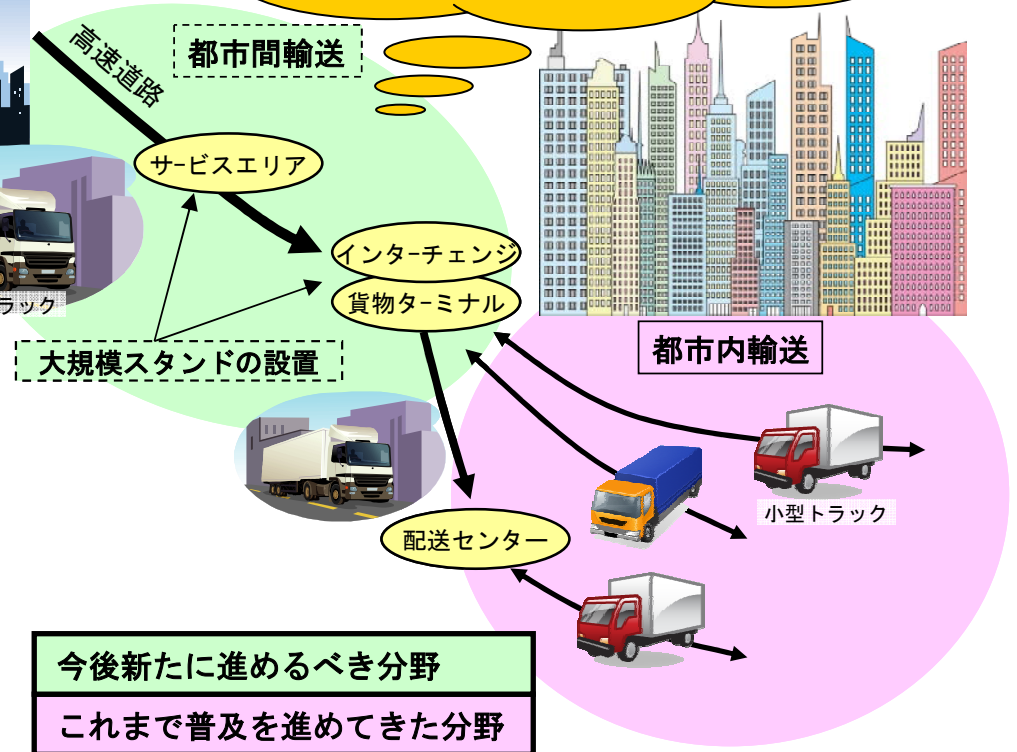 高速道路
都市間輸送
サービスエリア
インターチェンジ
貨物ターミナル
ラック
大規模スタンドの設置
都市内輸送
小型トラック
配送センター
今後新たに進めるべき分野
これまで普及を進めてきた分野